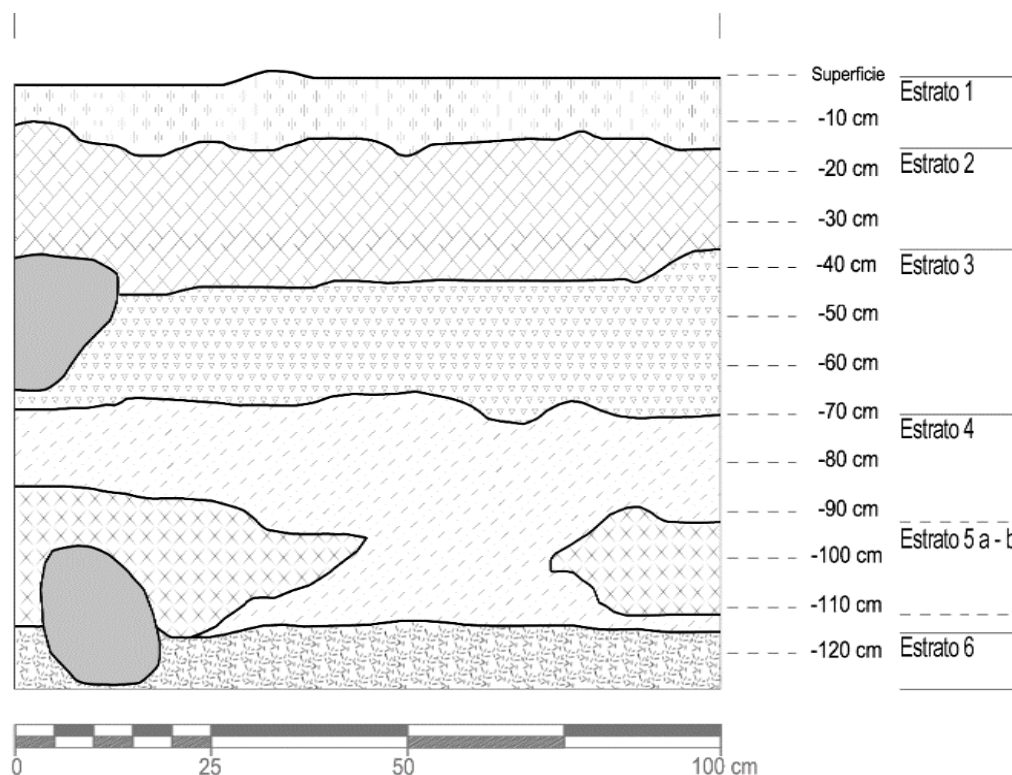 Superficie
-10 cm
-20 cm
-30 cm
-40 cm
-50 cm
-60 cm
-70 cm
-80 cm
-90 cm
-100 cm
-110 cm
-120 cm
Estrato 1
Estrato 2
Estrato 3
Estrato 4
Estrato 5 a - b
Estrato 6
0 25 50 100 cm